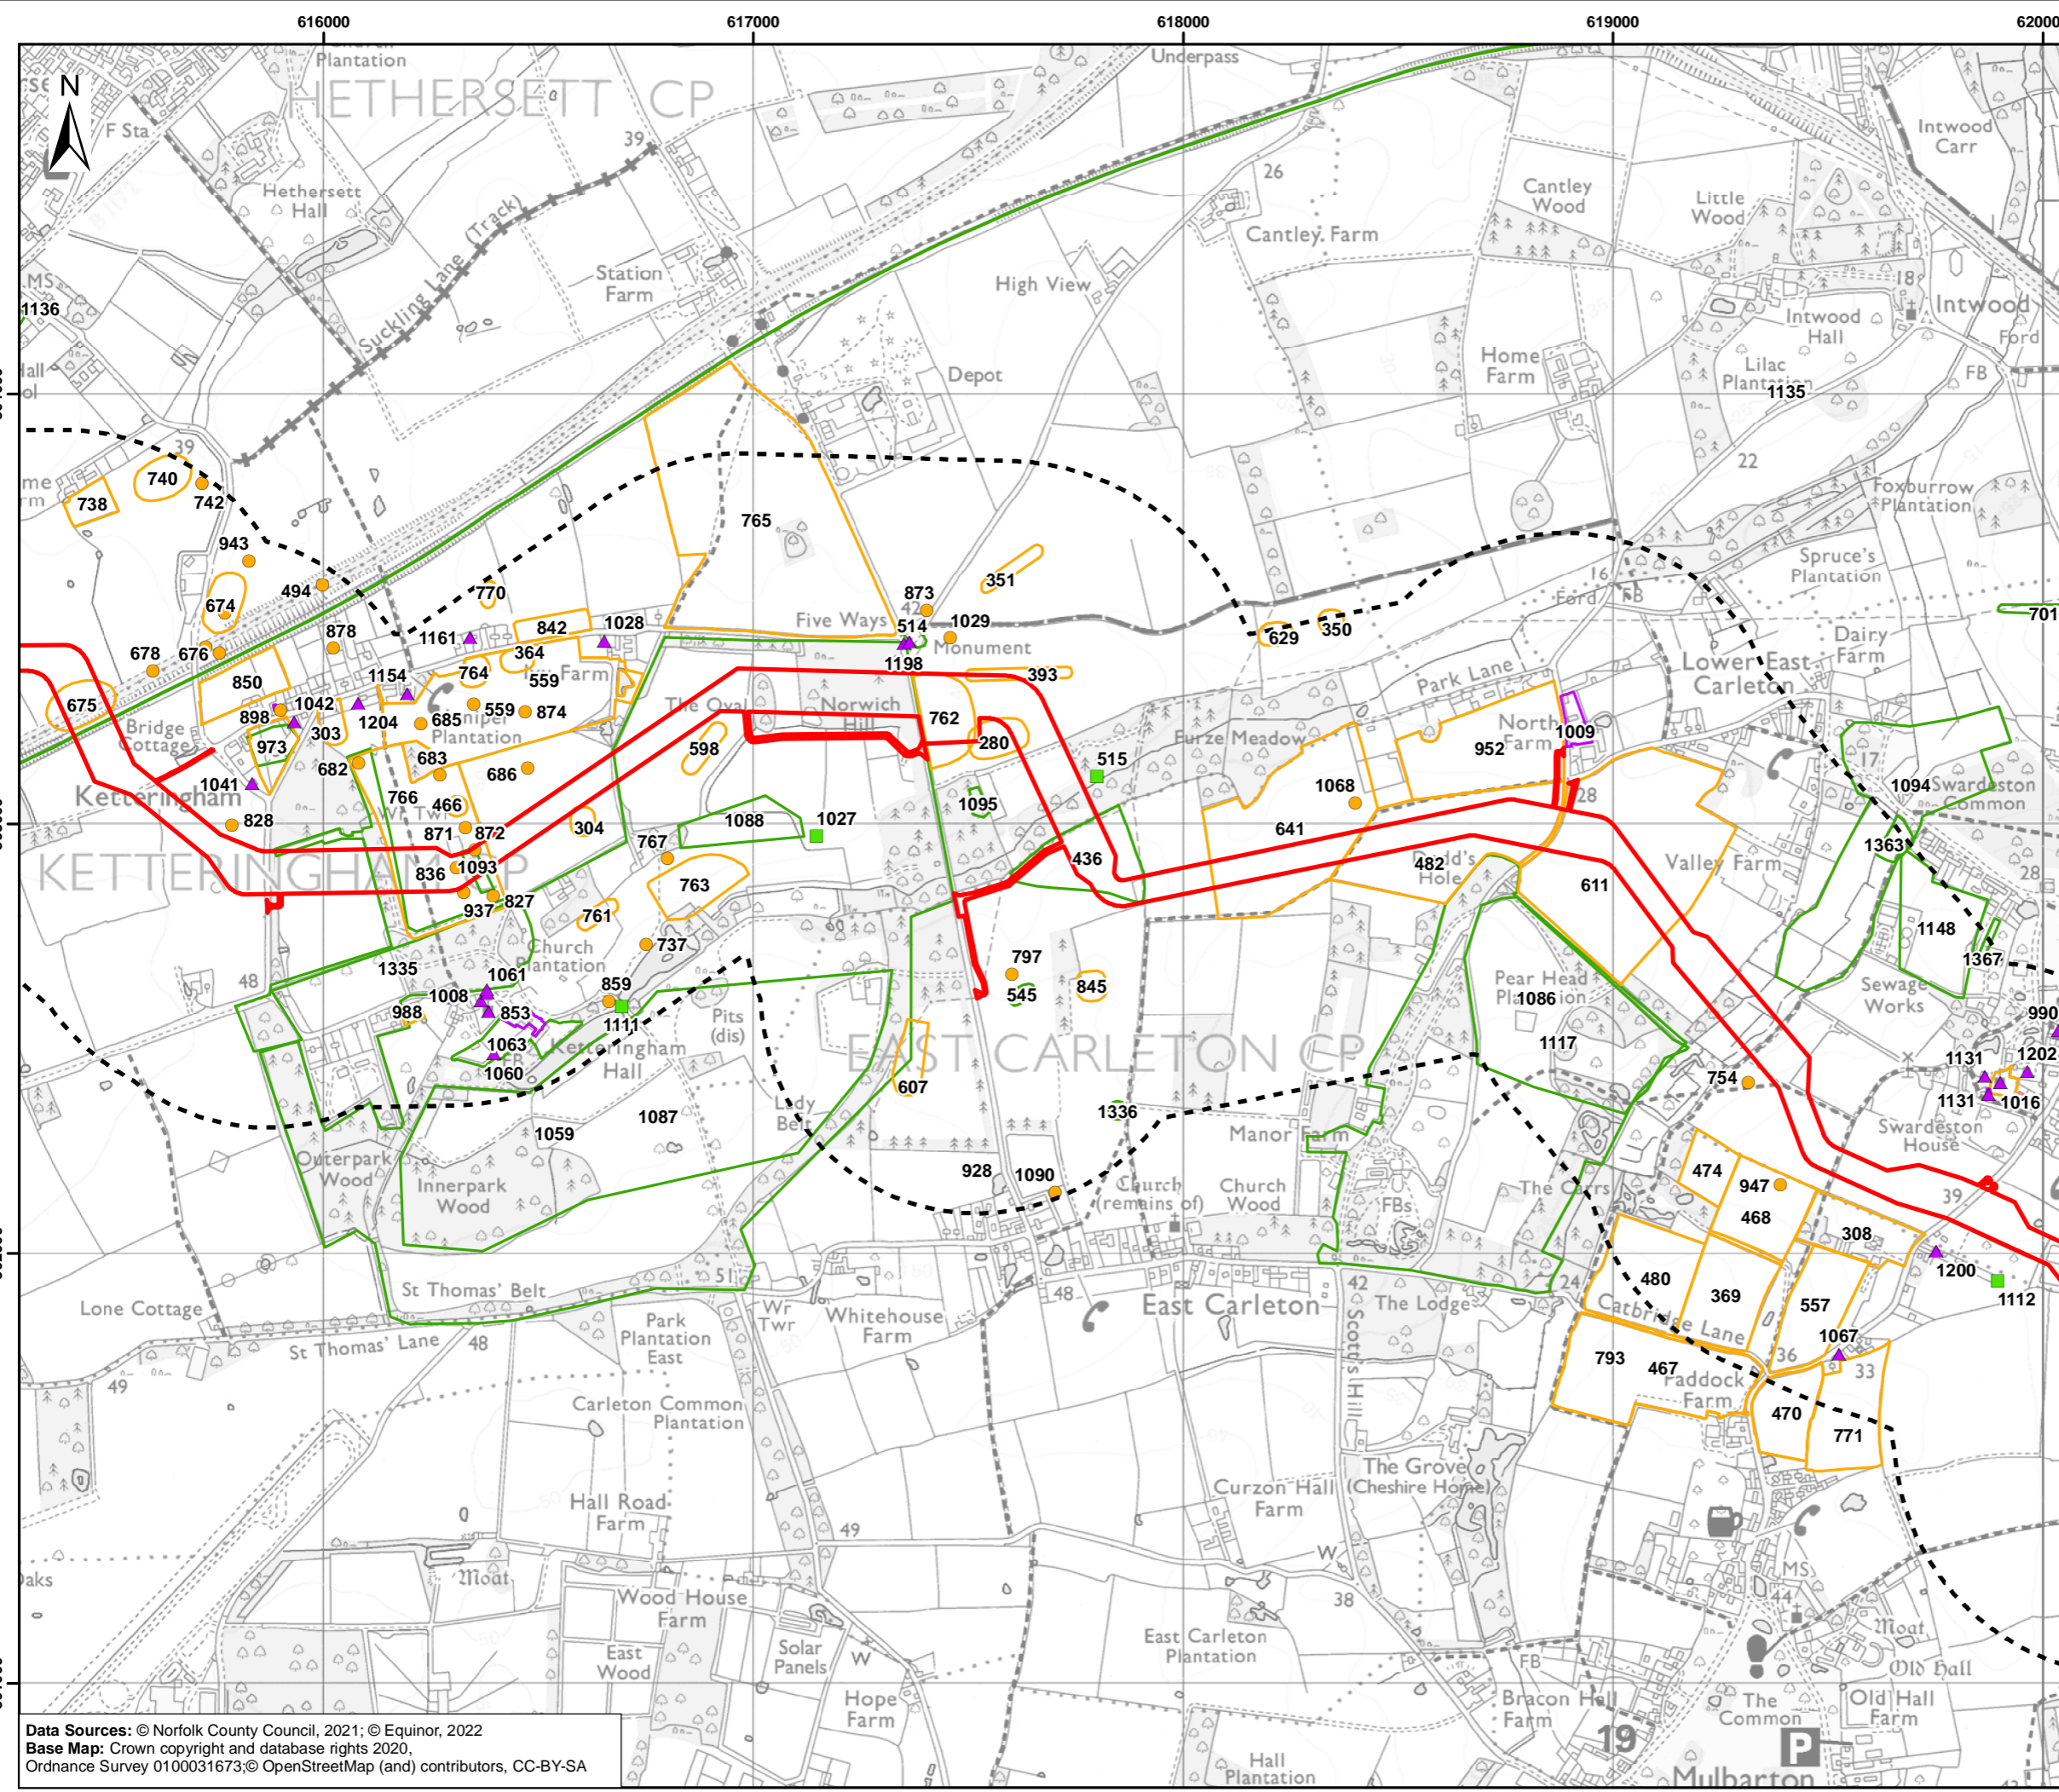 616000
617000
618000
619000
620000
N
Plantation
HETHERSETT CP
Underpass
F Sta
39
Intwood
Carr
B1172
Hethersett
Hall
26
Cantley
Wood
Little
Wood
Suckling Lane (Track)
Cantley Farm
Station
Farm
High View
18
Intwood
MS
1136
Intwood
Hall
Ford
Home
Farm
Depot
Lilac
Plantation
FB
1135
39
740
738
742
22
Foxburrow
Plantation
765
943
770
351
Spruce's
Plantation
494
674
16
Ford
FB
873
42
Five Ways
701
878
1161
842
1028
514
1029
Monument
629
350
Dairy
Farm
678
676
364
1198
Lower East
Carleton
850
1154
764
Ivy Farm
559
393
Park Lane
675
898
1042
1204
685
559
874
Juniper
Plantation
The Oval
Norwich
Hill
762
North
Farm
1009
Bridge
Cottage
973
303
598
280
Furze Meadow
952
682
683
686
515
17
1041
Ketteringham
766
466
Wr Twr
1068
28
1094
Swardeston
Common
828
871
872
304
1088
1027
1095
641
767
436
482
Dodd's
Hole
Valley Farm
1363
KETTERINGHAM CP
836
1093
763
611
28
937
827
761
1148
Church
Plantation
737
797
1335
1061
1367
48
1008
859
545
845
Pear Head
Plantation
1086
Sewage
Works
988
853
1111
Pits
(dis)
990
1063
Ketteringham
Hall
EAST CARLETON CP
1117
1202
FB
1060
607
754
1131
1087
Lady
Belt
1336
1131
1016
1059
Manor Farm
Swardeston
House
Outerpark
Wood
Innerpark
Wood
928
1090
Church
(remains of)
Church
Wood
The Carrs
474
947
39
FBs
468
308
51
1200
St Thomas' Belt
480
369
1112
Lone Cottage
Wr
Twr
Whitehouse
Farm
48
East Carleton
42
The Lodge
24
Catbridge Lane
557
Park
Plantation
East
St Thomas' Lane
48
Scotts Hill
1067
793
467
36
33
49
Paddock
Farm
Carleton Common
Plantation
470
771
The Grove
(Cheshire Home)
Curzon Hall
Farm
Hall Road
Farm
49
W
MS
Oaks
Moat
Wood House
Farm
38
44
Moat
Solar
Panels
W
East Carleton
Plantation
East
Wood
FB
Old Hall
Hope
Farm
Bracon Hall
Farm
The
Common
Old Hall
Farm
19
P
Hall
Plantation
Mulbarton
Data Sources: © Norfolk County Council, 2021; © Equinor, 2022
Base Map: Crown copyright and database rights 2020,
Ordnance Survey 0100031673;© OpenStreetMap (and) contributors, CC-BY-SA